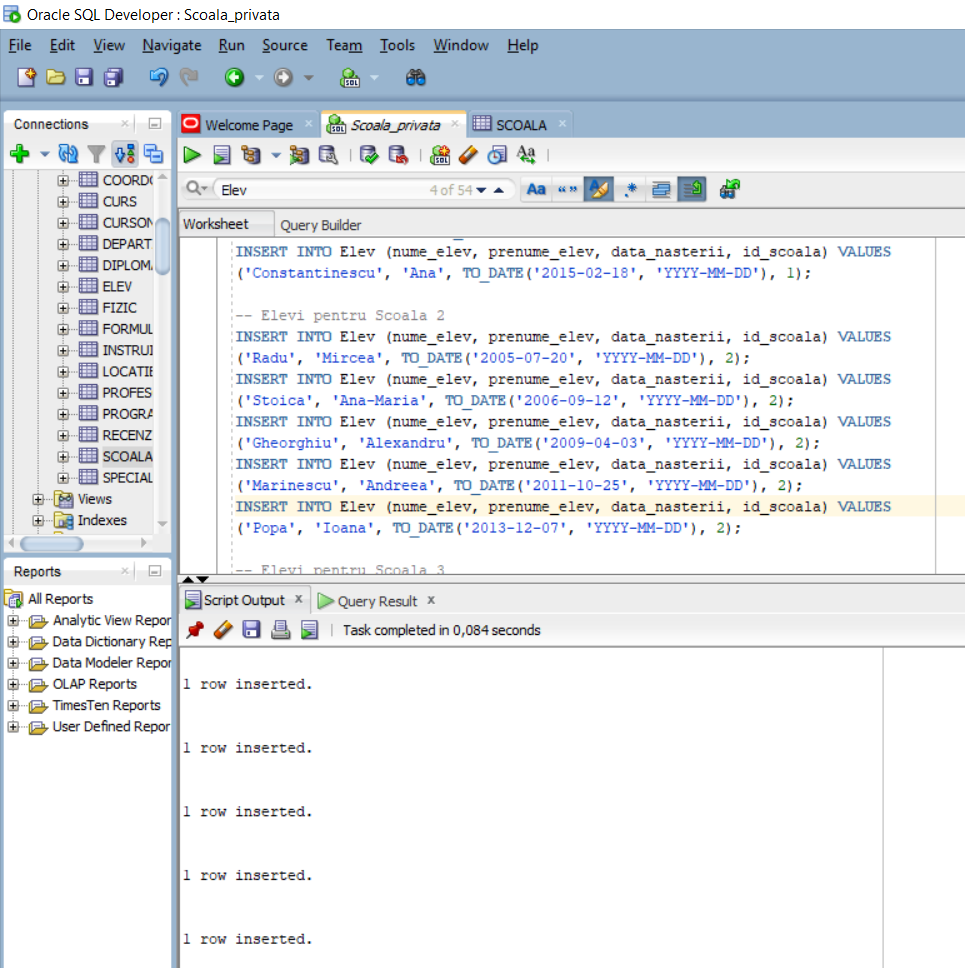 Oracle SQL Developer : Scoala_privata
File Edit View Navigate Run Source Team Tools Window Help
Connections
COORD
CURS
CURSON
DEPART
DIPLOM
ELEV
FIZIC
FORMUL
INSTRUI
LOCATIE
PROFES
PROGRA
RECENZ
SCOALA
SPECIAL
Views
Indexes
Reports
All Reports
Analytic View Repor
Data Dictionary Rep
Data Modeler Repor
OLAP Reports
TimesTen Reports
User Defined Repor
Welcome Page Scoala_privata SCOALA
Elev 4 of 54 Aa “ ” .*
Worksheet Query Builder
INSERT INTO Elev (nume_elev, prenume_elev, data_nasterii, id_scoala) VALUES
('Constantinescu', 'Ana', TO_DATE('2015-02-18', 'YYYY-MM-DD'), 1);
-- Elevi pentru Scoala 2
INSERT INTO Elev (nume_elev, prenume_elev, data_nasterii, id_scoala) VALUES
('Radu', 'Mircea', TO_DATE('2005-07-20', 'YYYY-MM-DD'), 2);
INSERT INTO Elev (nume_elev, prenume_elev, data_nasterii, id_scoala) VALUES
('Stoica', 'Ana-Maria', TO_DATE('2006-09-12', 'YYYY-MM-DD'), 2);
INSERT INTO Elev (nume_elev, prenume_elev, data_nasterii, id_scoala) VALUES
('Gheorghiu', 'Alexandru', TO_DATE('2009-04-03', 'YYYY-MM-DD'), 2);
INSERT INTO Elev (nume_elev, prenume_elev, data_nasterii, id_scoala) VALUES
('Marinescu', 'Andreea', TO_DATE('2011-10-25', 'YYYY-MM-DD'), 2);
INSERT INTO Elev (nume_elev, prenume_elev, data_nasterii, id_scoala) VALUES
('Popa', 'Ioana', TO_DATE('2013-12-07', 'YYYY-MM-DD'), 2);
-- Elevi pentru Scoala 3
Script Output Query Result
Task completed in 0,084 seconds
1 row inserted.
1 row inserted.
1 row inserted.
1 row inserted.
1 row inserted.